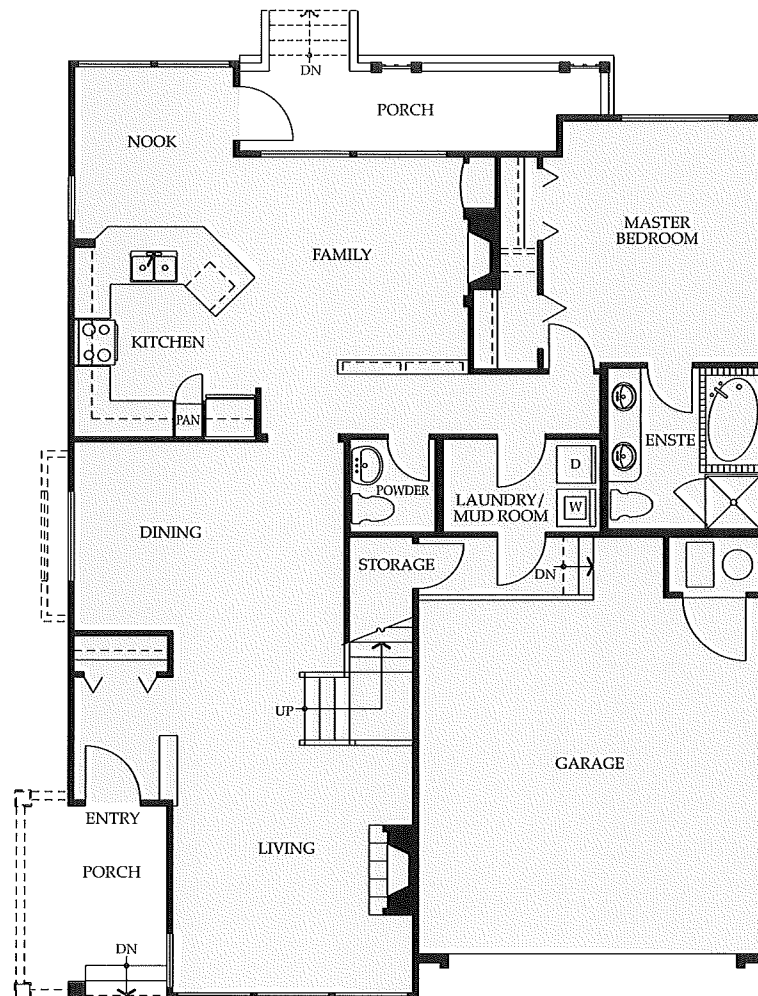 DN
PORCH
NOOK
MASTER
BEDROOM
FAMILY
KITCHEN
PAN
ENSTE
D
POWDER
LAUNDRY/
MUD ROOM
W
DINING
STORAGE
DN
UP
GARAGE
ENTRY
LIVING
PORCH
DN